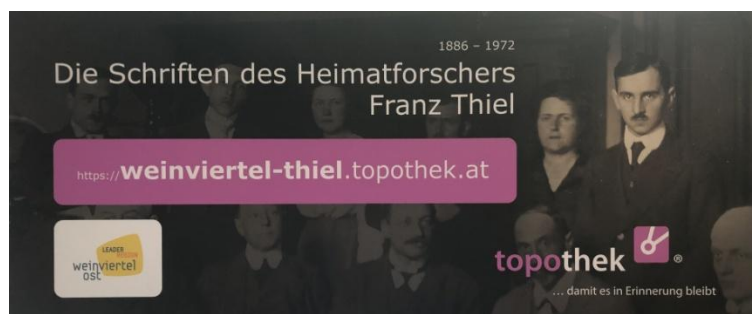 1886 – 1972
Die Schriften des Heimatforschers
Franz Thiel
https://weinviertel-thiel.topothek.at
LEADER
REGION
weinviertel
ost
topothek ®
... damit es in Erinnerung bleibt